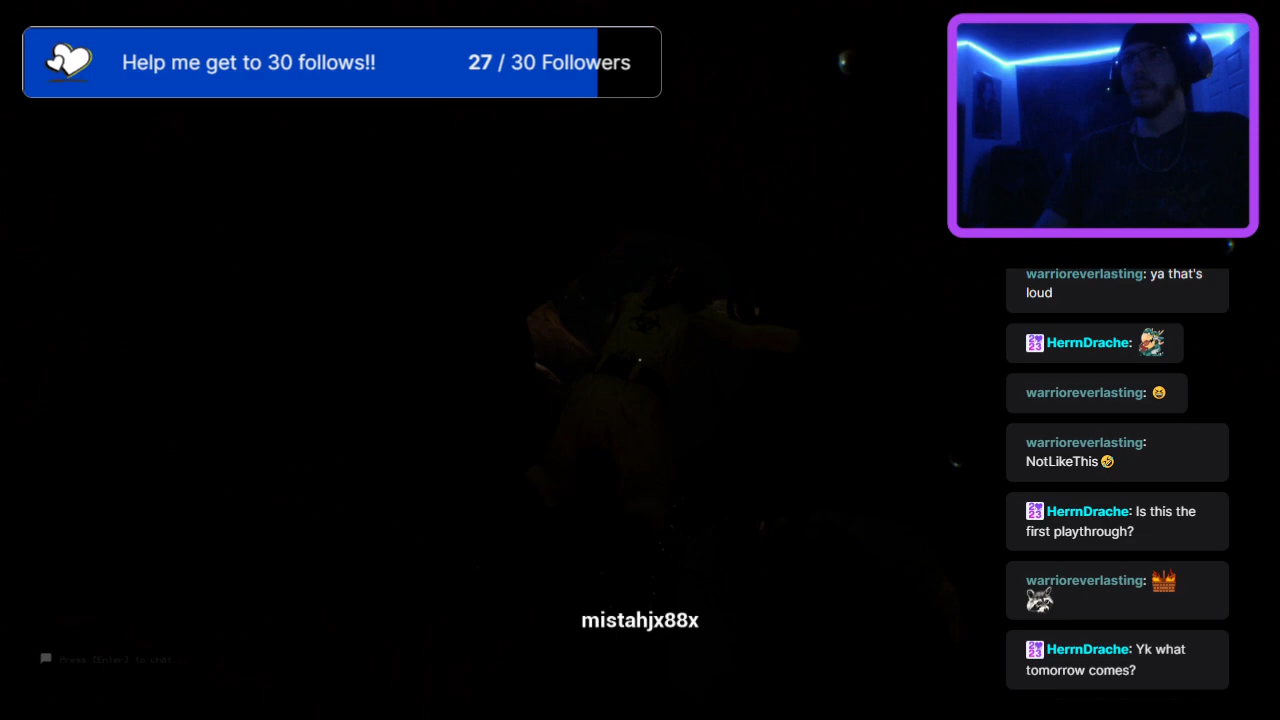 Help me get to 30 follows!! 27 / 30 Followers
warrioreverlasting: ya that's
loud
HerrnDrache:
warrioreverlasting: 😆
warrioreverlasting:
NotLikeThis🤣
HerrnDrache: Is this the
first playthrough?
warrioreverlasting:
HerrnDrache: Yk what
tomorrow comes?
mistahjx88x
Press [Enter] to chat